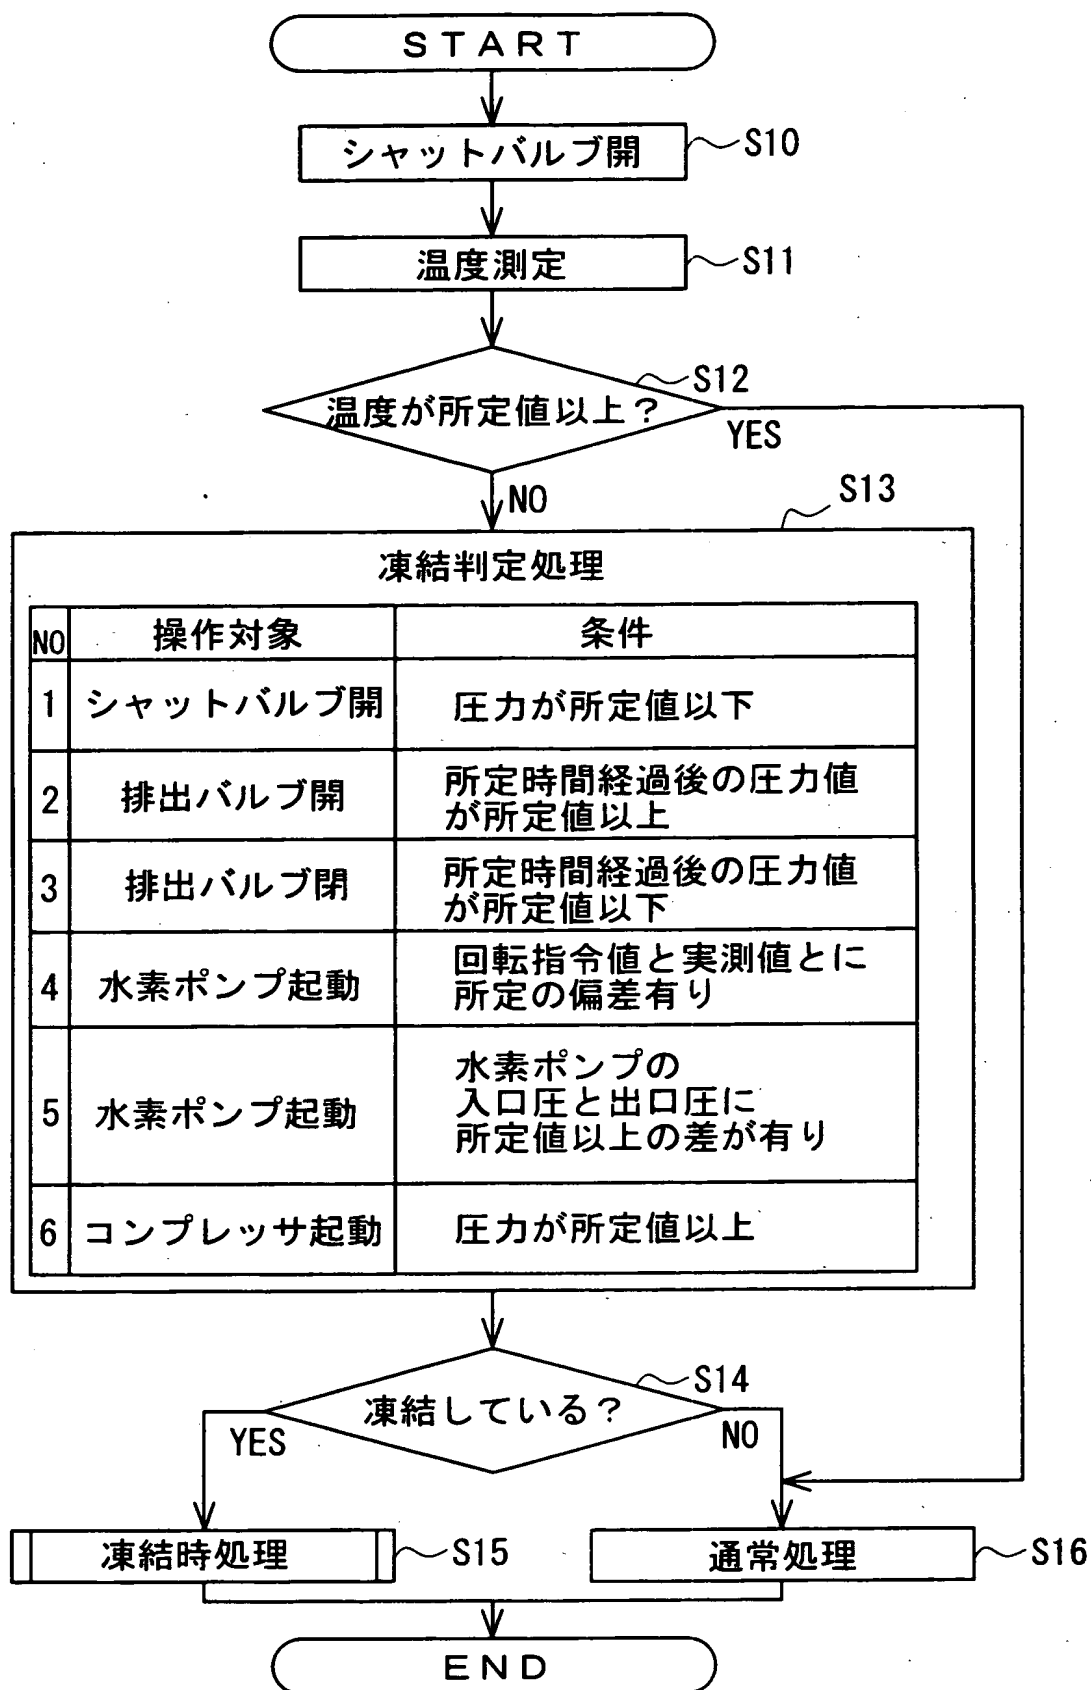 START
シャットバルブ開
S10
温度測定
S11
S12
温度が所定値以上？
YES
NO
S13
凍結判定処理
NO 操作対象 条件
1 シャットバルブ開 圧力が所定値以下
2 排出バルブ開 所定時間経過後の圧力値
が所定値以上
3 排出バルブ閉 所定時間経過後の圧力値
が所定値以下
4 水素ポンプ起動 回転指令値と実測値とに
所定の偏差有り
5 水素ポンプ起動 水素ポンプの
入口圧と出口圧に
所定値以上の差が有り
6 コンプレッサ起動 圧力が所定値以上
S14
凍結している？
YES
NO
凍結時処理
S15
通常処理
S16
END